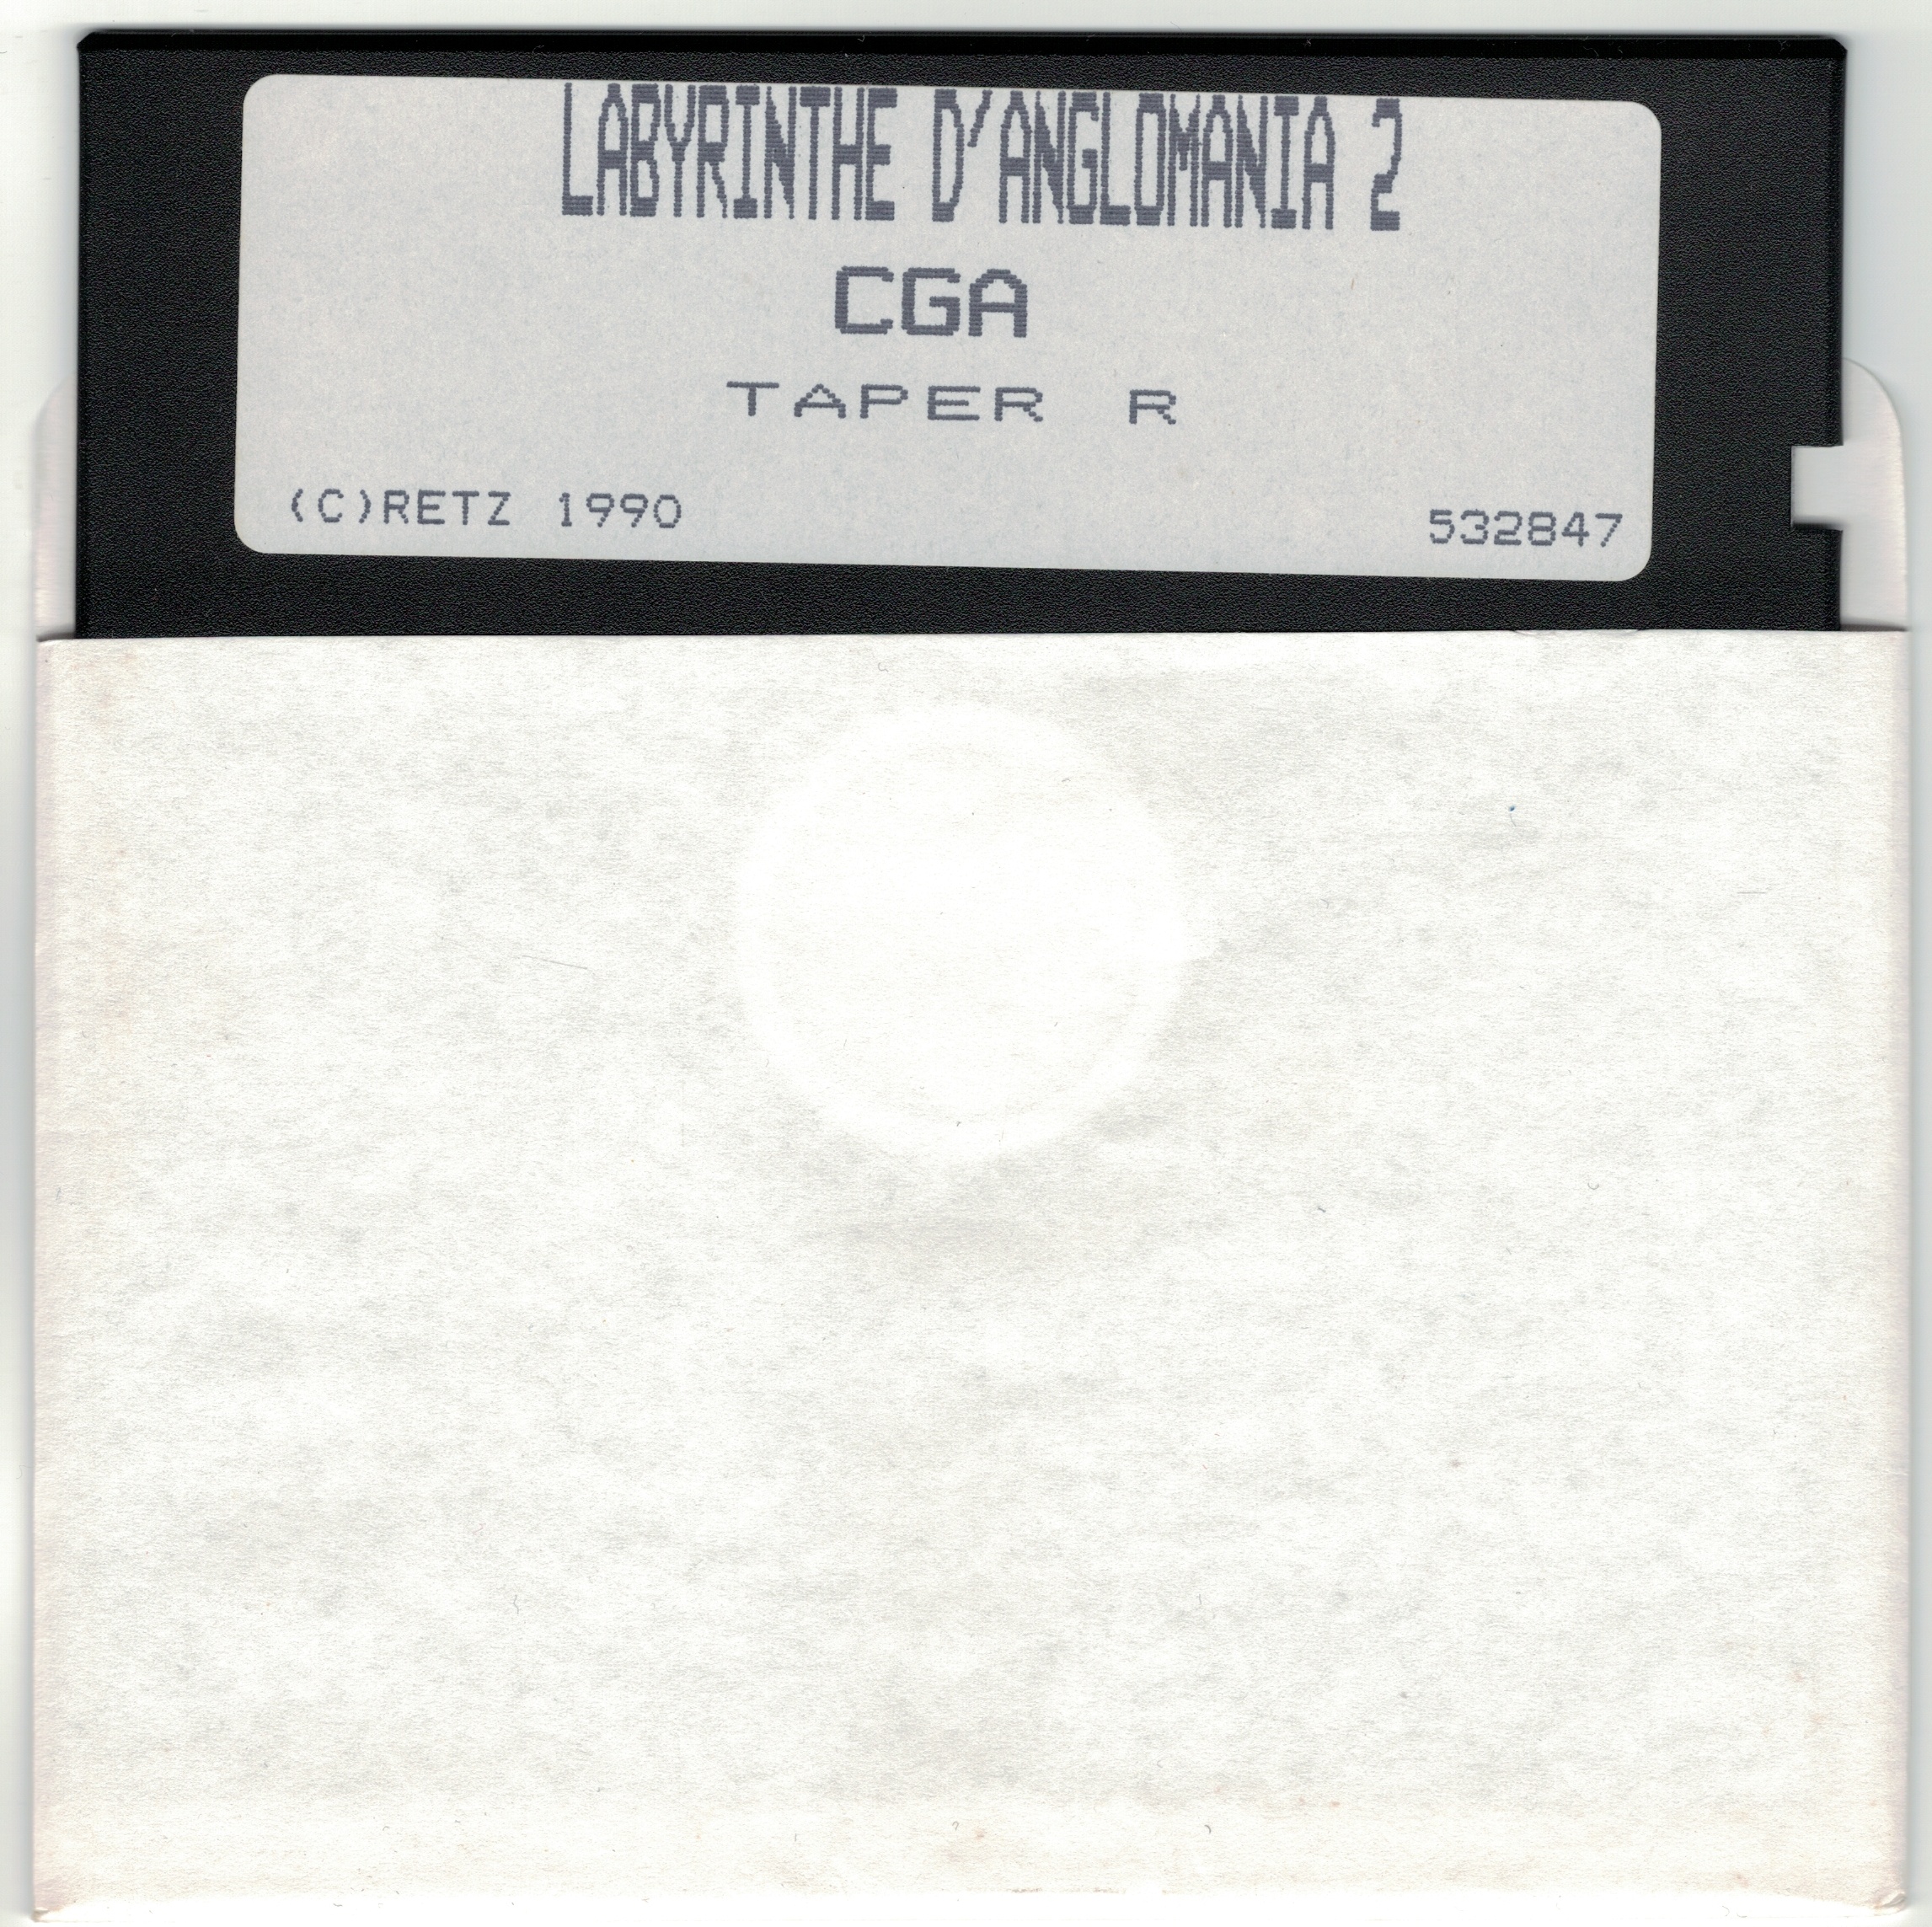 LABYRINTHE D'ANGLOMANIA 2
CGA
TAPER R
(C)RETZ 1990 532847